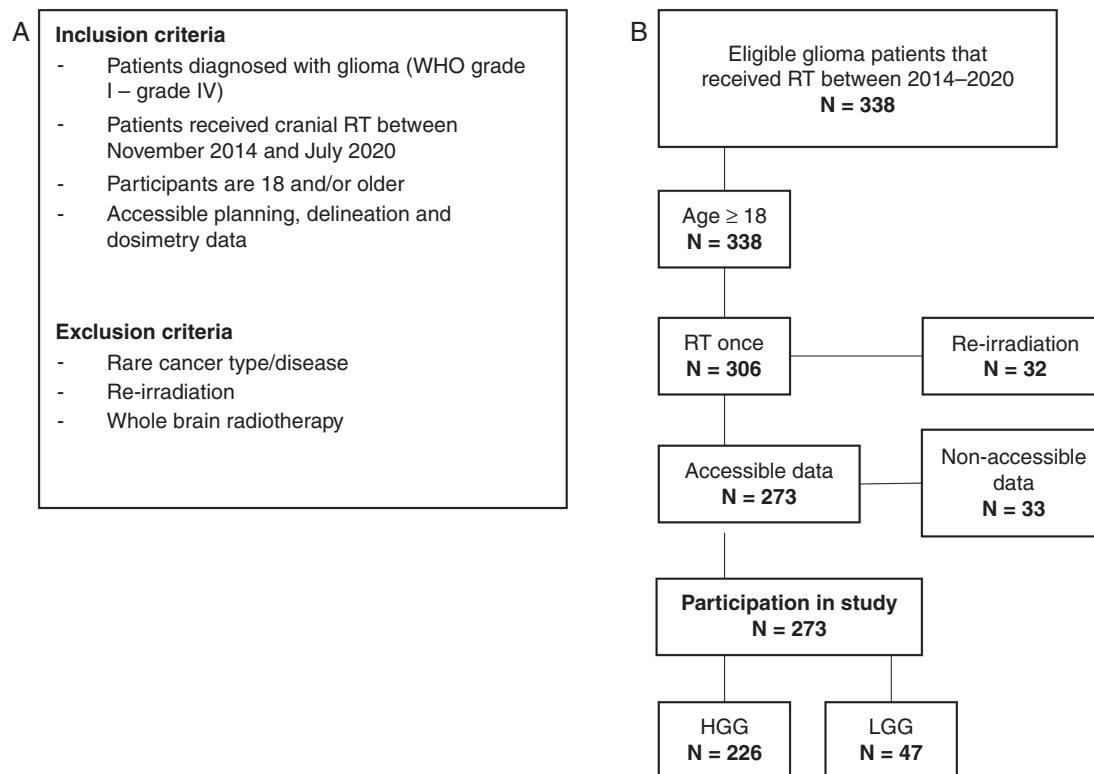 A
Inclusion criteria
- Patients diagnosed with glioma (WHO grade
I – grade IV)
- Patients received cranial RT between
November 2014 and July 2020
- Participants are 18 and/or older
- Accessible planning, delineation and
dosimetry data
Exclusion criteria
- Rare cancer type/disease
- Re-irradiation
- Whole brain radiotherapy
B
Eligible glioma patients that
received RT between 2014–2020
N = 338
Age ≥ 18
N = 338
RT once
N = 306
Re-irradiation
N = 32
Accessible data
N = 273
Non-accessible
data
N = 33
Participation in study
N = 273
HGG
N = 226
LGG
N = 47